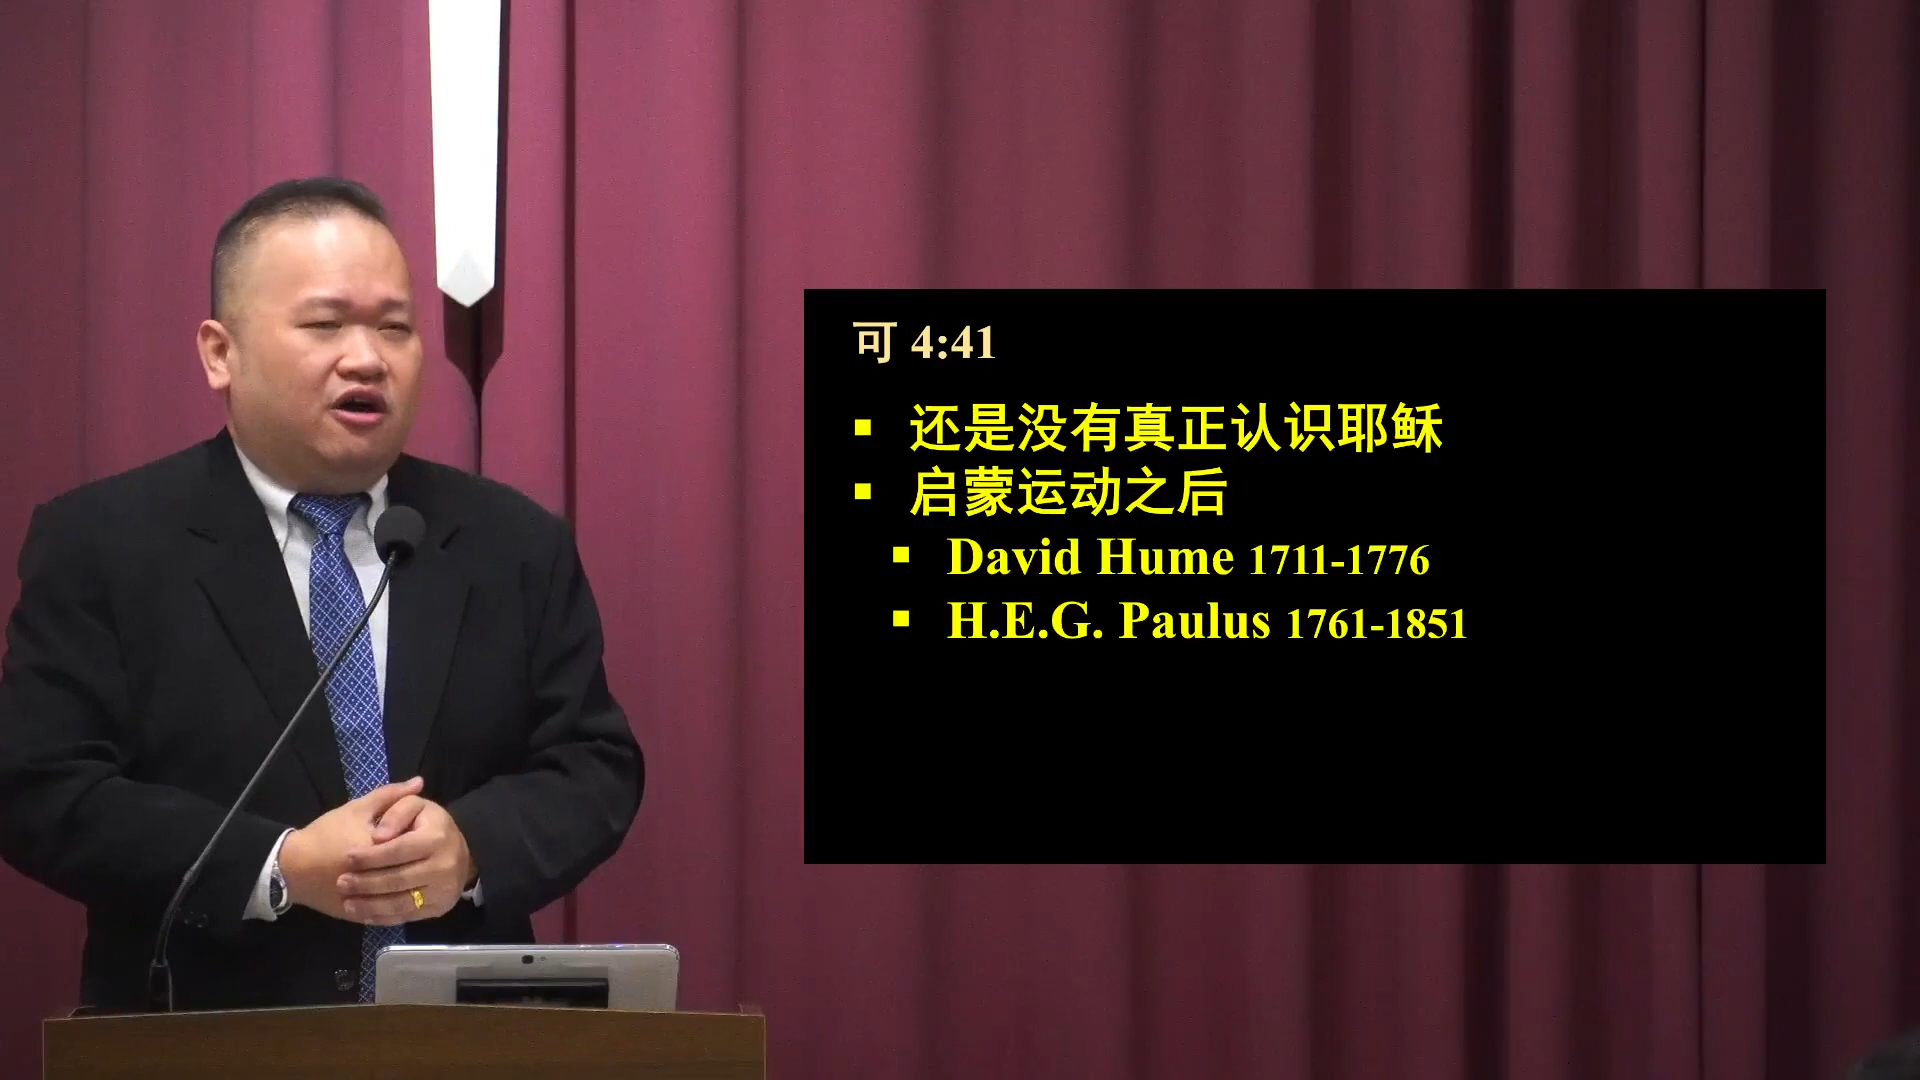 可 4:41
▪ 还是没有真正认识耶稣
▪ 启蒙运动之后
▪ David Hume 1711-1776
▪ H.E.G. Paulus 1761-1851